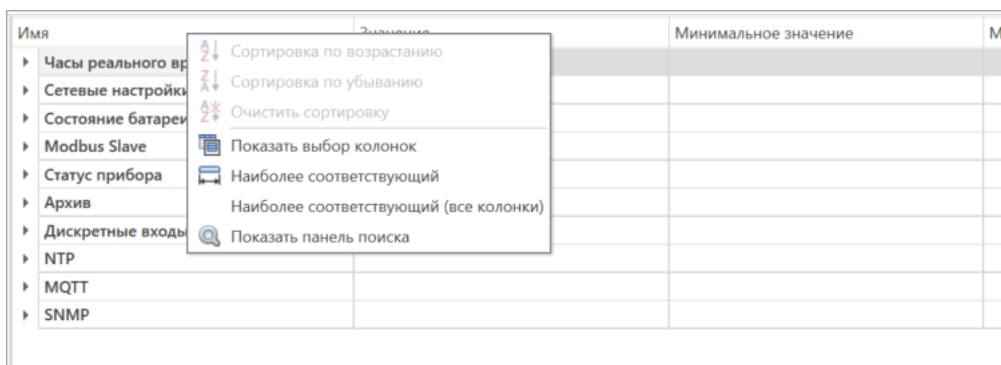 Имя Минимальное значение
Часы реального
Сетевые настройки
Состояние батареи
Modbus Slave
Статус прибора
Архив
Дискретные входы
NTP
MQTT
SNMP
Сортировка по возрастанию
Сортировка по убыванию
Очистить сортировку
Показать выбор колонок
Наиболее соответствующий
Наиболее соответствующий (все колонки)
Показать панель поиска